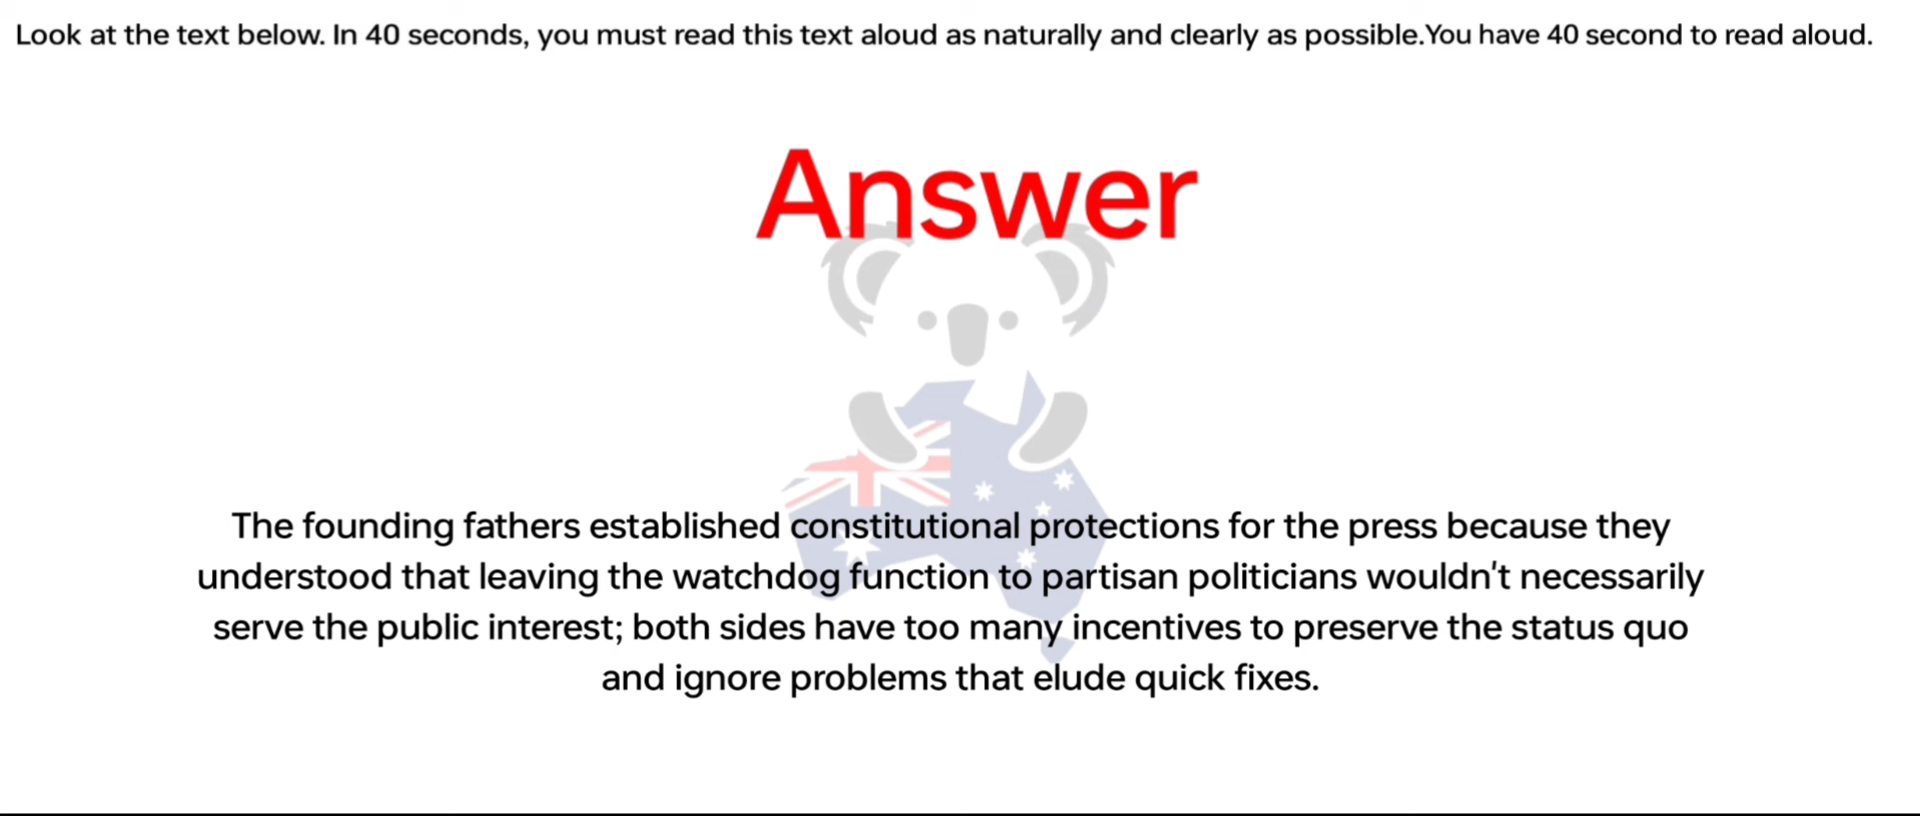 Look at the text below. In 40 seconds, you must read this text aloud as naturally and clearly as possible.You have 40 second to read aloud.
Answer
The founding fathers established constitutional protections for the press because they
understood that leaving the watchdog function to partisan politicians wouldn't necessarily
serve the public interest; both sides have too many incentives to preserve the status quo
and ignore problems that elude quick fixes.